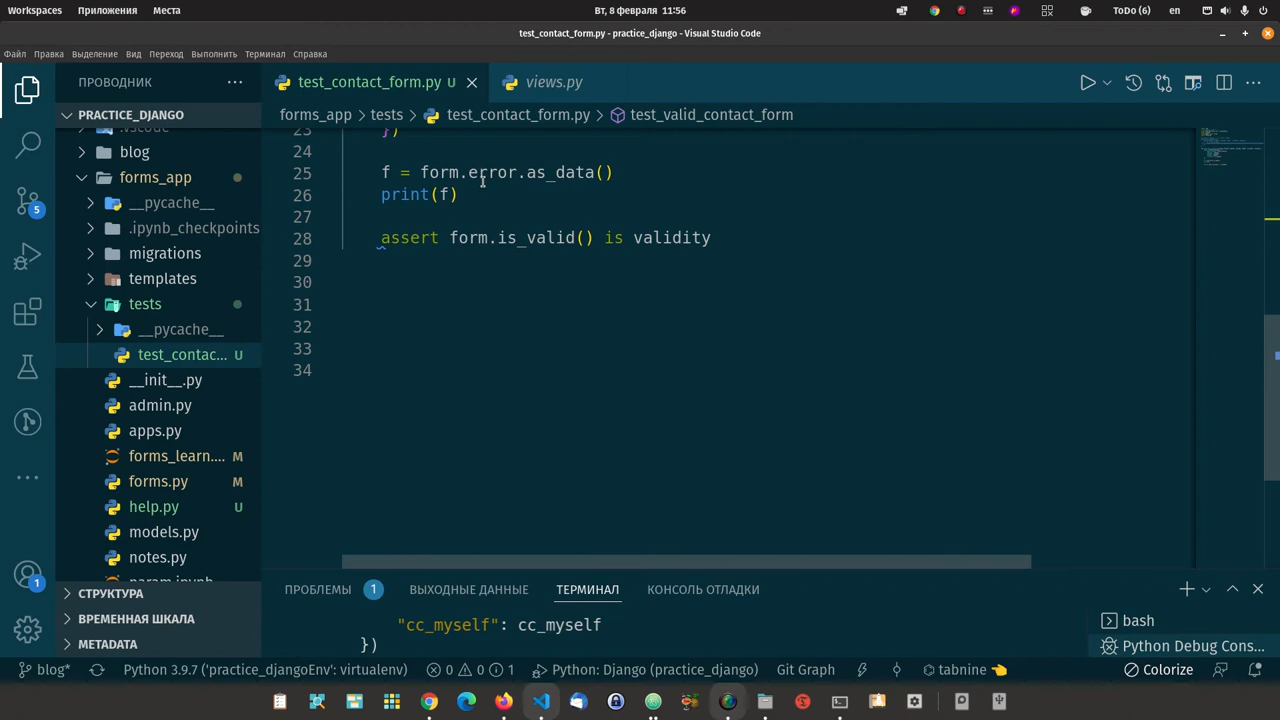 Workspaces Приложения Места Вт, 8 февраля 11:56 ToDo (6) en
test_contact_form.py - practice_django - Visual Studio Code
Файл Правка Выделение Вид Переход Выполнить Терминал Справка
ПРОВОДНИК ... test_contact_form.py U views.py
PRACTICE_DJANGO forms_app > tests > test_contact_form.py > test_valid_contact_form
.vscode
23 })
blog
24
forms_app
25 f = form.error.as_data()
__pycache__
26 print(f)
.ipynb_checkpoints
27
migrations
28 assert form.is_valid() is validity
templates
29
tests
30
__pycache__
31
test_contac... U
32
__init__.py
33
admin.py
34
apps.py
forms_learn.... M
forms.py M
help.py U
models.py
notes.py
param.ipynb
5
1
СТРУКТУРА
ВРЕМЕННАЯ ШКАЛА
METADATA
ПРОБЛЕМЫ 1 ВЫХОДНЫЕ ДАННЫЕ ТЕРМИНАЛ КОНСОЛЬ ОТЛАДКИ
"cc_myself": cc_myself
})
bash
Python Debug Cons...
blog* Python 3.9.7 ('practice_djangoEnv': virtualenv) 0 0 1 Python: Django (practice_django) Git Graph tabnine Colorize